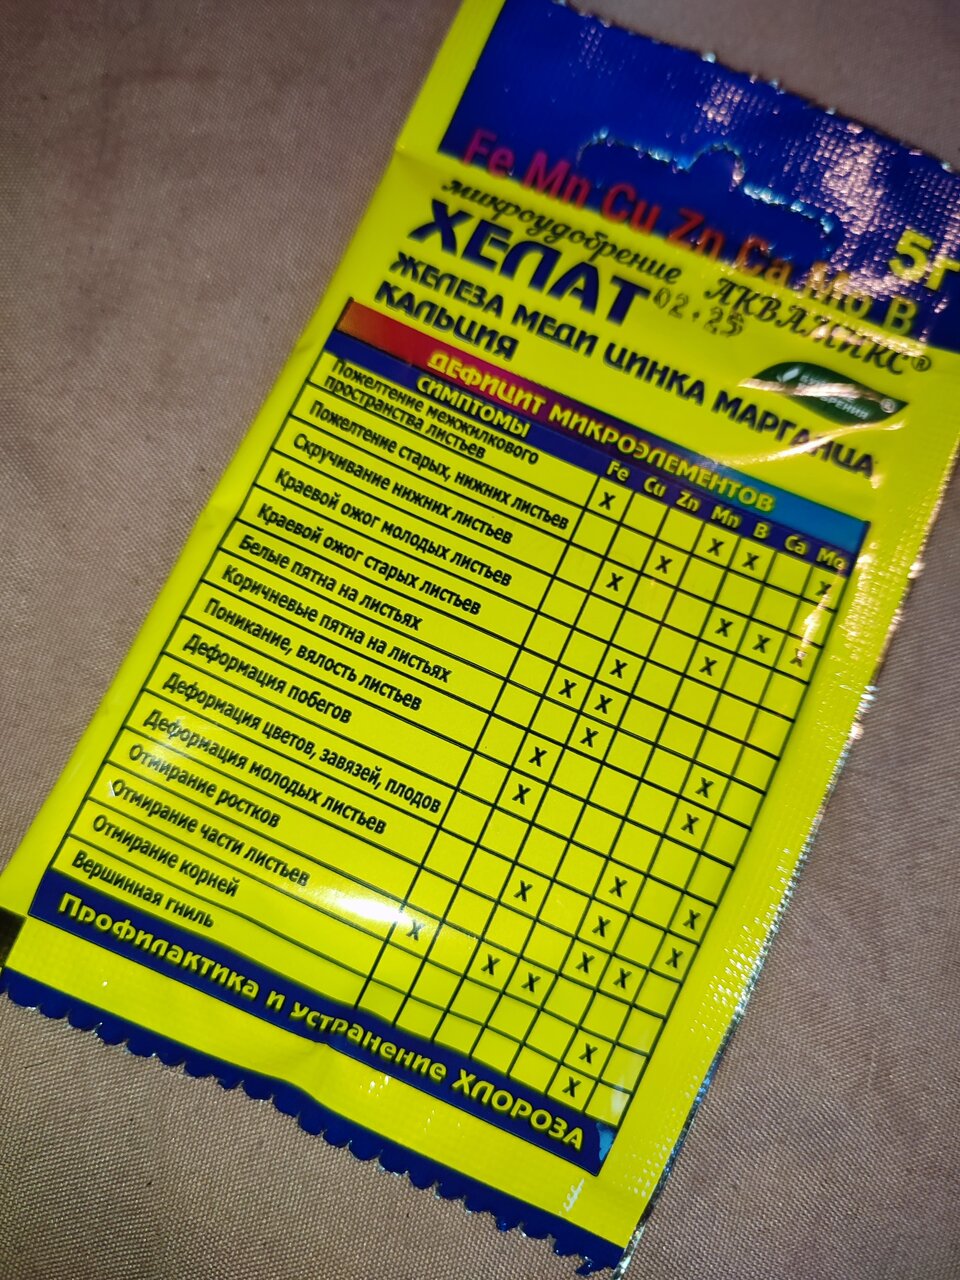 Fe Mn Cu Zn Ca Mo B
5г
микроудобрение АКВАМИКС®
ХЕЛАТ
02.25
ЖЕЛЕЗА МЕДИ ЦИНКА МАРГАНЦА
КАЛЬЦИЯ
ДЕФИЦИТ МИКРОЭЛЕМЕНТОВ
СИМПТОМЫ Fe Cu Zn Mn B Ca Mo
Пожелтение межжилкового
пространства листьев X X X X
Пожелтение старых, нижних листьев
Скручивание нижних листьев
Краевой ожог молодых листьев
Краевой ожог старых листьев
Белые пятна на листьях
Коричневые пятна на листьях
Поникание, вялость листьев
Деформация побегов
Деформация цветов, завязей, плодов
Деформация молодых листьев
Отмирание ростков
Отмирание части листьев
Отмирание корней
Вершинная гниль
Профилактика и устранение ХЛОРОЗА